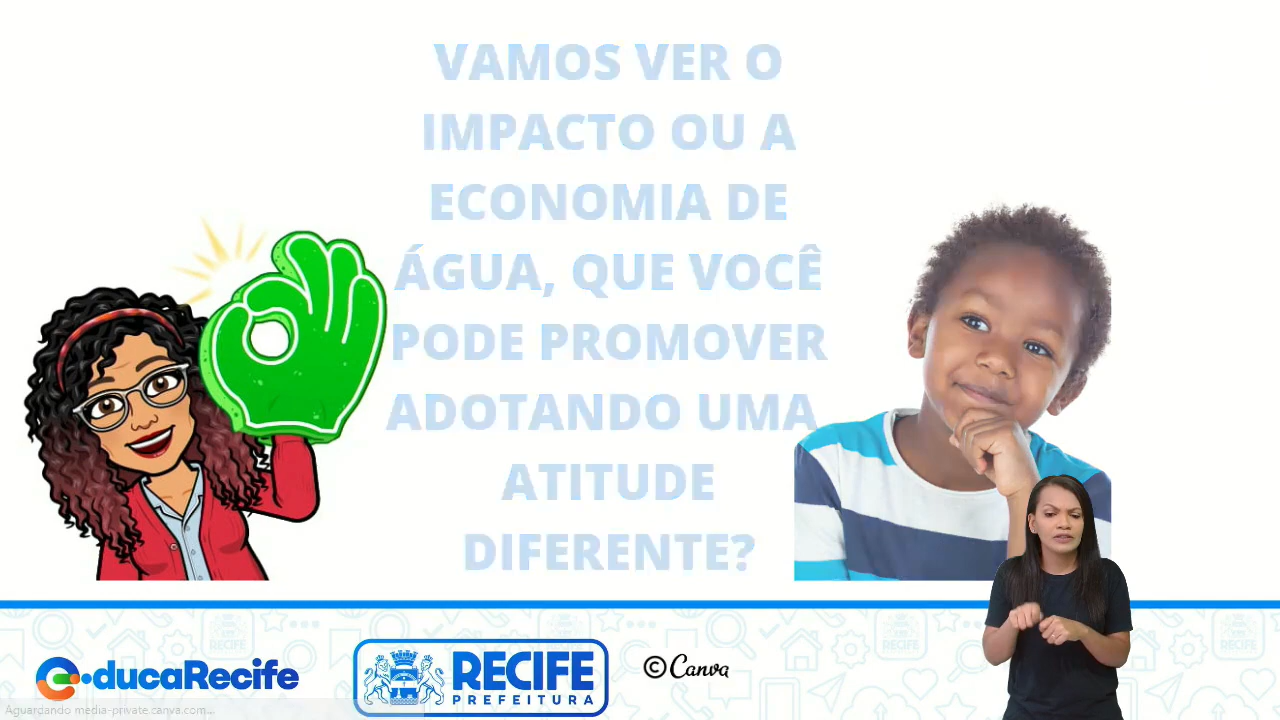 VAMOS VER O
IMPACTO OU A
ECONOMIA DE
ÁGUA, QUE VOCÊ
PODE PROMOVER
ADOTANDO UMA
ATITUDE
DIFERENTE?
e·ducaRecife
RECIFE
PREFEITURA
© Canva
Aguardando media-private.canva.com...